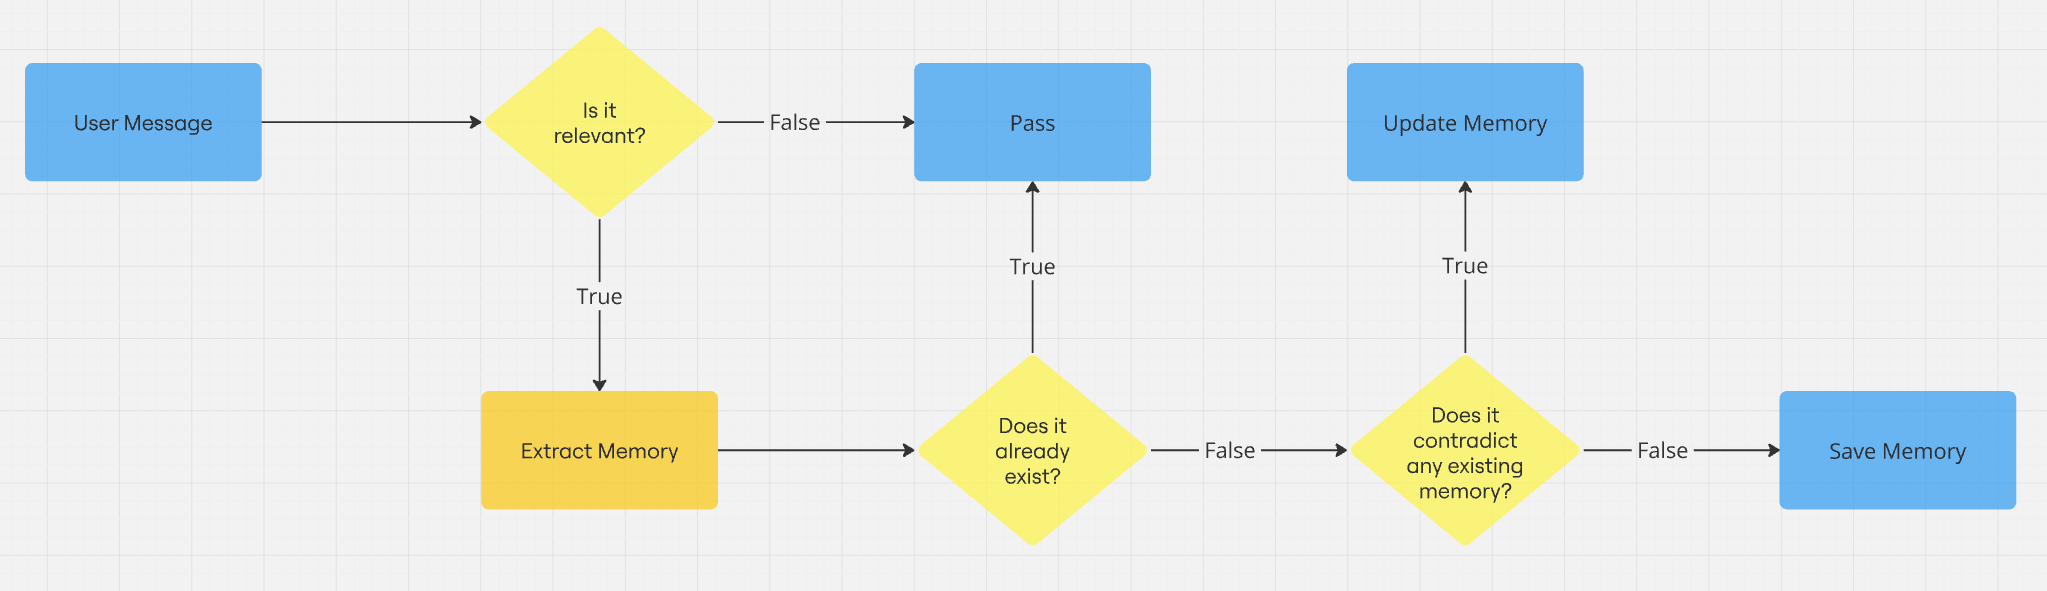 User Message
Is it
relevant?
False
Pass
Update Memory
True
True
True
Extract Memory
Does it
already
exist?
False
Does it
contradict
any existing
memory?
False
Save Memory